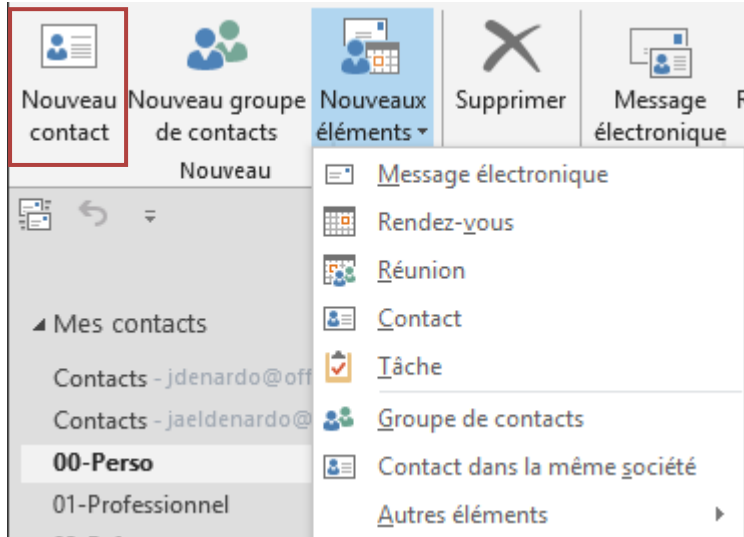 Nouveau contact
Nouveau groupe de contacts
Nouveaux éléments
Supprimer
Message électronique
Nouveau
Message électronique
Rendez-vous
Réunion
Contact
Tâche
Groupe de contacts
Contact dans la même société
Autres éléments
Mes contacts
Contacts - jdenardo@off
Contacts - jaeldenardo@
00-Perso
01-Professionnel